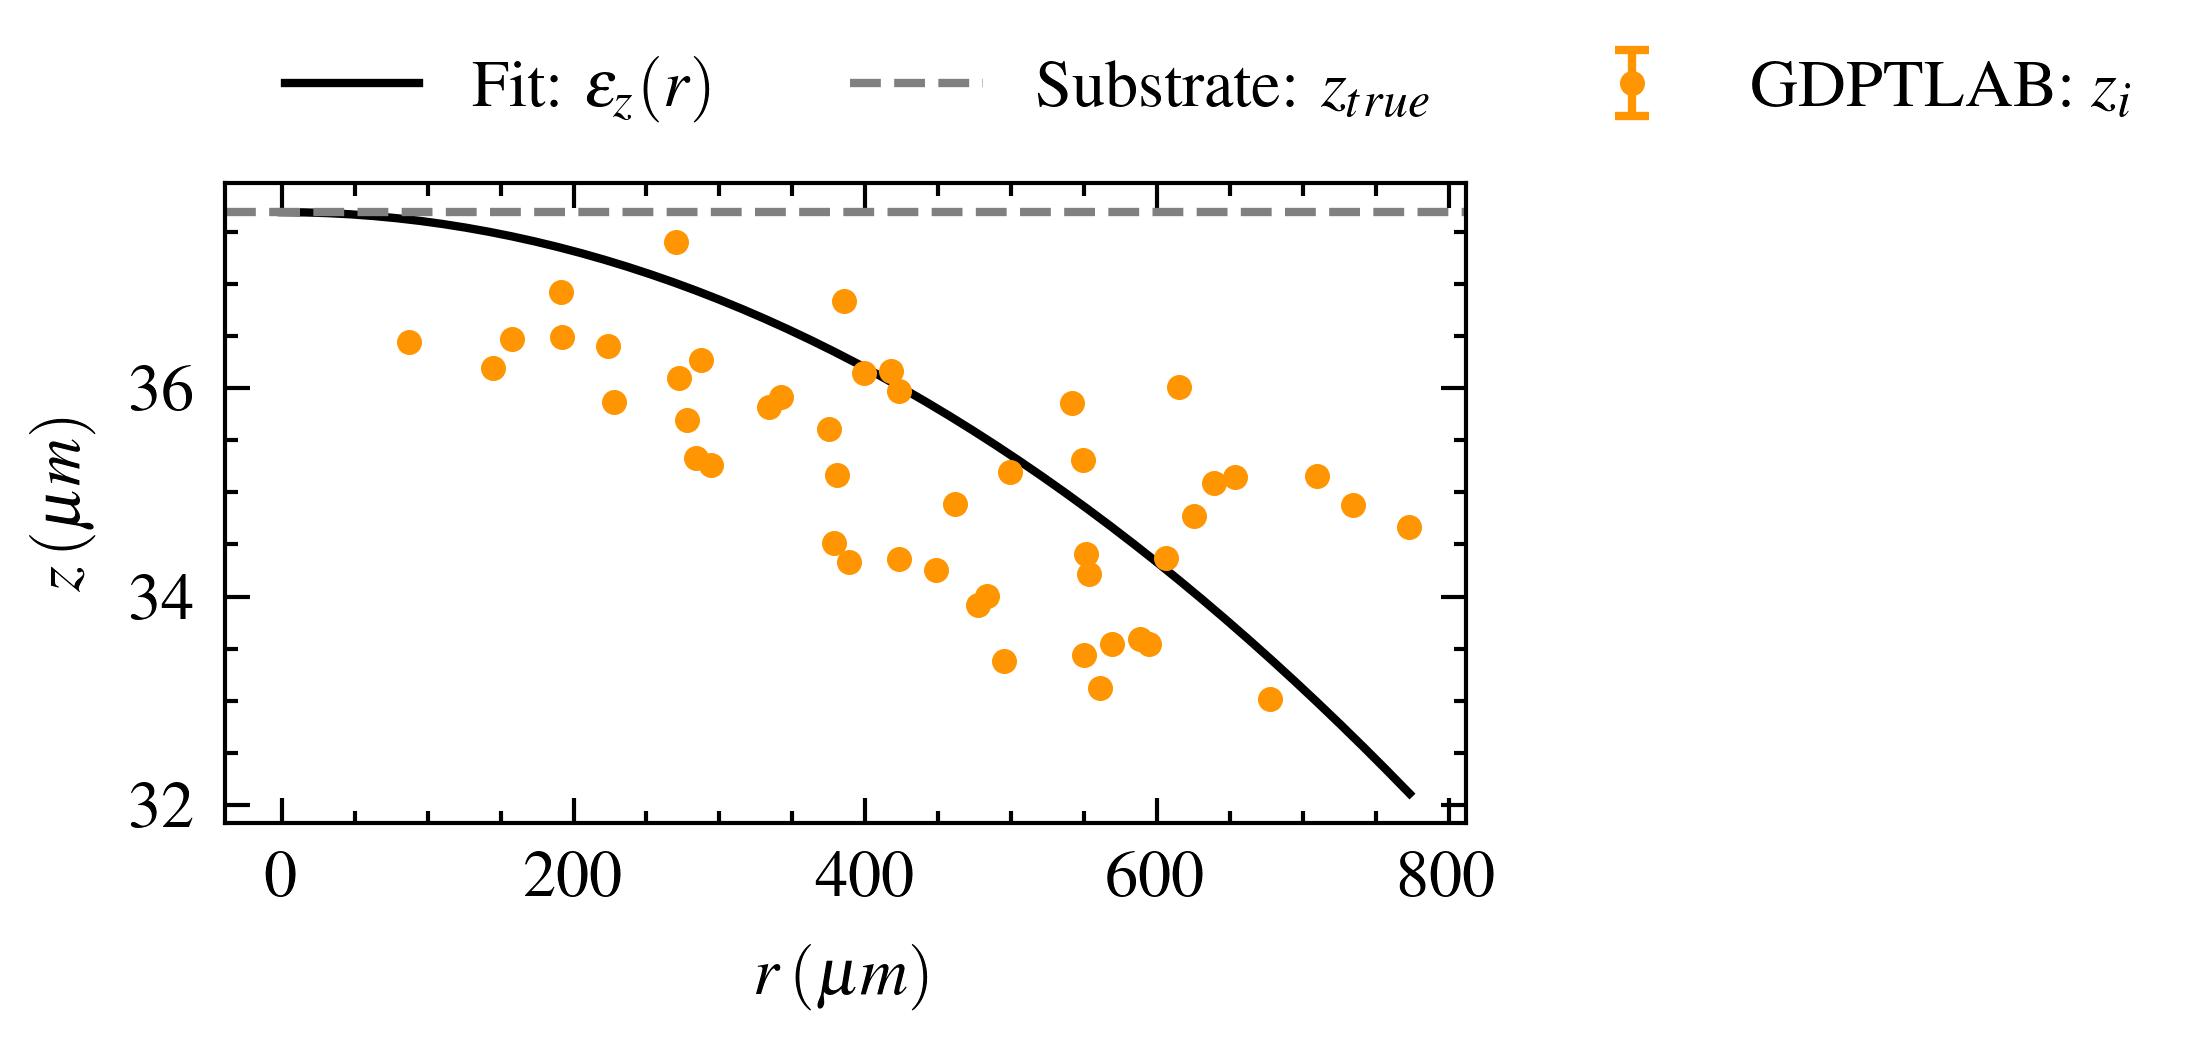 Fit: εz(r) Substrate: ztrue GDPTLAB: zi
z (μm)
36
34
32
0 200 400 600 800
r (μm)